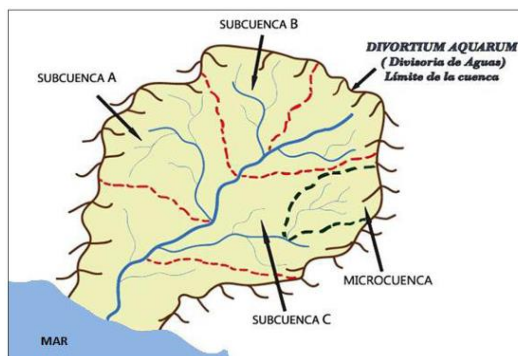 SUBCUENCA B
DIVORTIUM AQUARUM
( Divisoria de Aguas)
Límite de la cuenca
SUBCUENCA A
MICROCUENCA
SUBCUENCA C
MAR